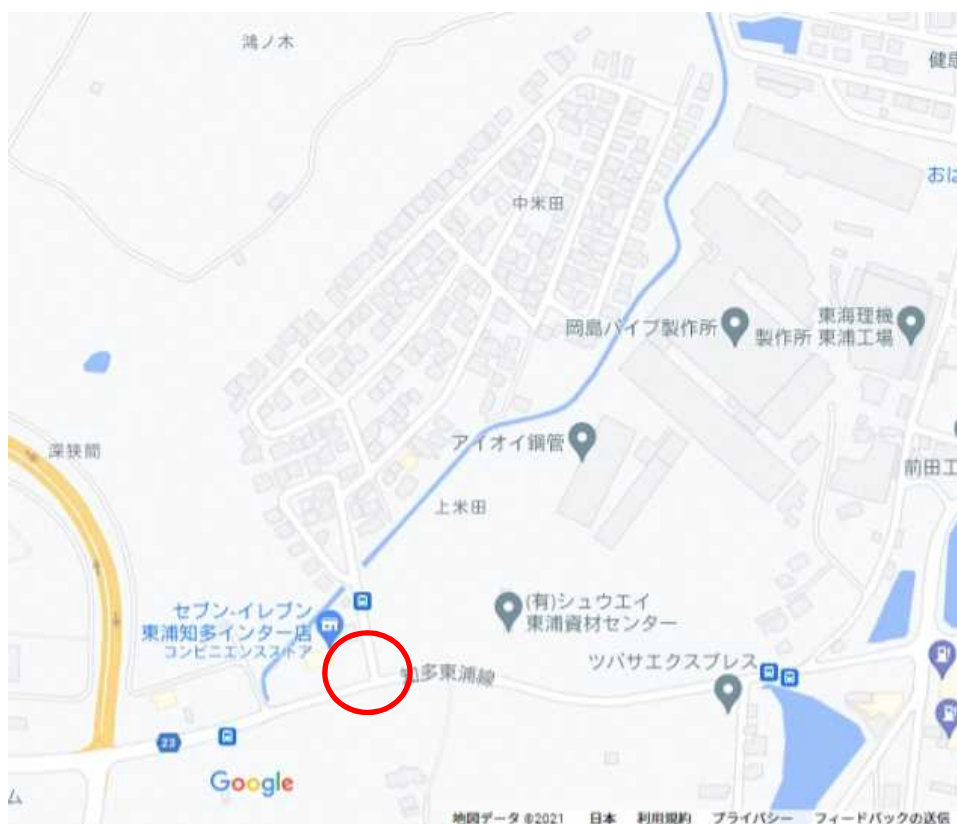 鴻ノ木
健康
おは
中米田
岡島パイプ製作所
東海理機
製作所 東浦工場
深狭間
アイオイ鋼管
前田工
上米田
セブン-イレブン
東浦知多インター店
コンビニエンスストア
(有)シュウエイ
東浦資材センター
ツバサエクスプレス
知多東浦線
23
Google
ム
地図データ ©2021 日本 利用規約 プライバシー フィードバックの送信